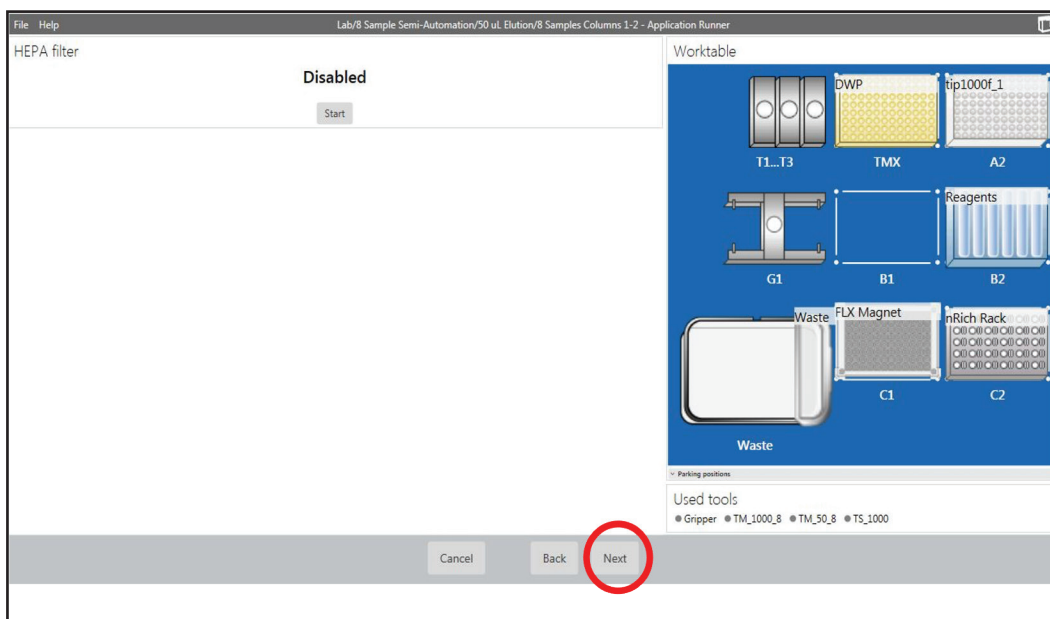 File Help Lab/8 Sample Semi-Automation/50 uL Elution/8 Samples Columns 1-2 - Application Runner
HEPA filter
Disabled
Start
Worktable
DWP tip1000f_1
T1...T3 TMX A2
Reagents
G1 B1 B2
Waste FLX Magnet nRich Rack
C1 C2
Waste
Parking positions
Used tools
Gripper TM_1000_8 TM_50_8 TS_1000
Cancel Back Next